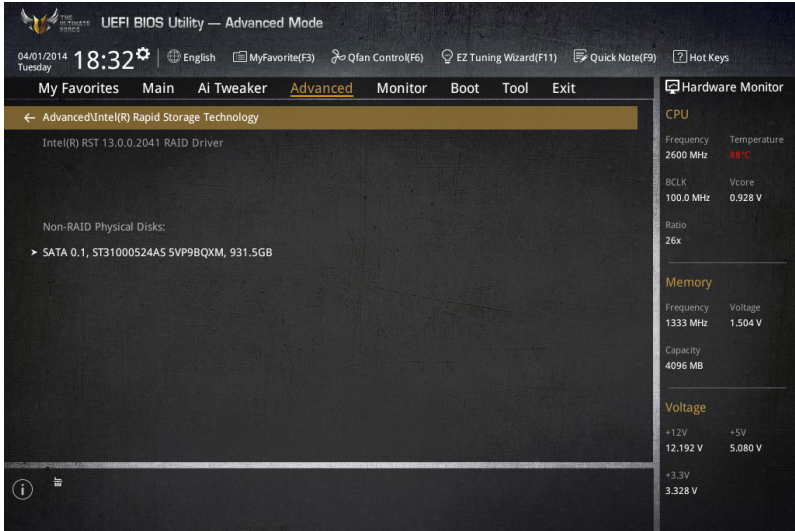 THE
ULTIMATE
FORCE
UEFI BIOS Utility — Advanced Mode
04/01/2014
Tuesday
18:32
English
MyFavorite(F3)
Qfan Control(F6)
EZ Tuning Wizard(F11)
Quick Note(F9)
? Hot Keys
My Favorites Main Ai Tweaker Advanced Monitor Boot Tool Exit
Hardware Monitor
← Advanced\Intel(R) Rapid Storage Technology
Intel(R) RST 13.0.0.2041 RAID Driver
Non-RAID Physical Disks:
➤ SATA 0.1, ST31000524AS 5VP9BQXM, 931.5GB
CPU
Frequency Temperature
2600 MHz 88°C
BCLK Vcore
100.0 MHz 0.928 V
Ratio
26x
Memory
Frequency Voltage
1333 MHz 1.504 V
Capacity
4096 MB
Voltage
+12V +5V
12.192 V 5.080 V
+3.3V
3.328 V